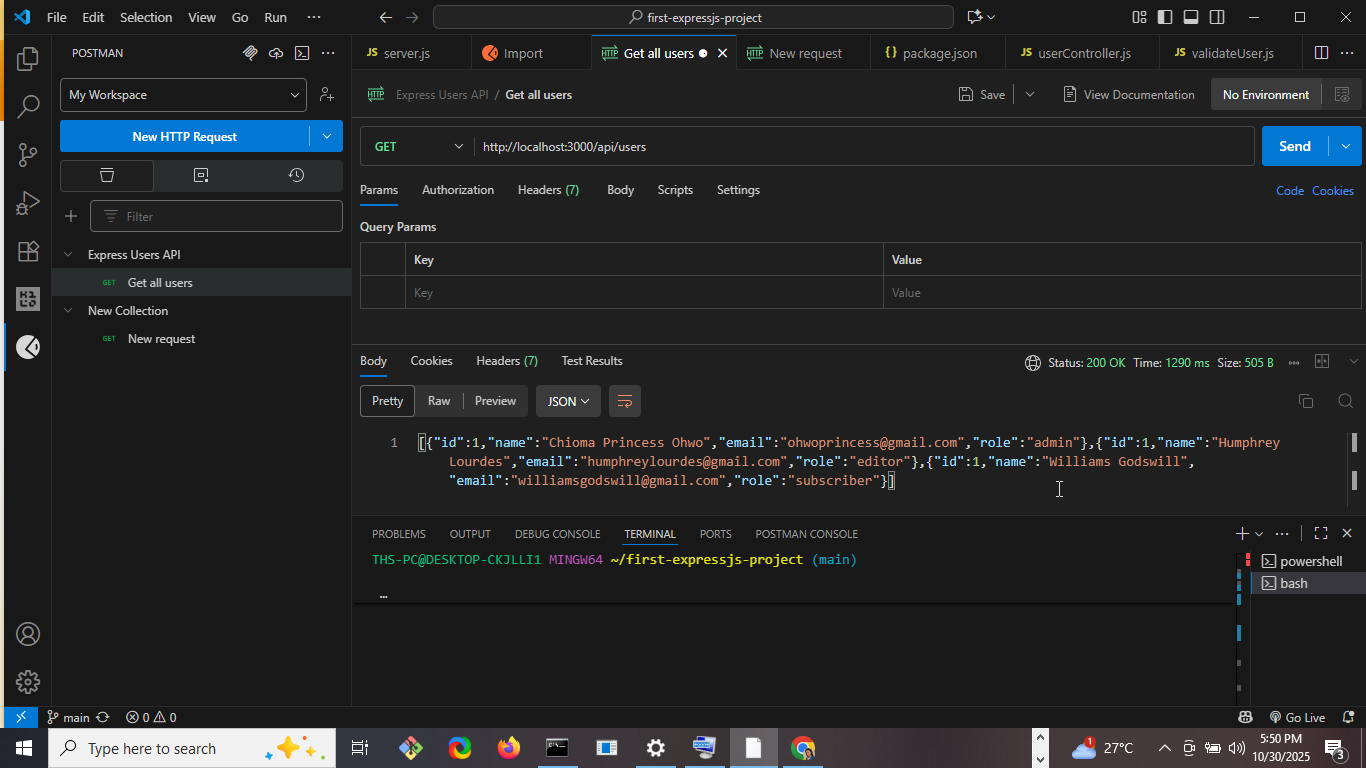 File Edit Selection View Go Run ··· first-expressjs-project
POSTMAN
JS server.js Import HTTP Get all users HTTP New request {} package.json JS userController.js JS validateUser.js
My Workspace
HTTP Express Users API / Get all users Save View Documentation No Environment
New HTTP Request
GET http://localhost:3000/api/users Send
Params Authorization Headers (7) Body Scripts Settings Code Cookies
Filter
Query Params
Express Users API
Key Value
GET Get all users
Key Value
New Collection
GET New request
Body Cookies Headers (7) Test Results Status: 200 OK Time: 1290 ms Size: 505 B
Pretty Raw Preview JSON
1 [{"id":1,"name":"Chioma Princess Ohwo","email":"ohwoprincess@gmail.com","role":"admin"},{"id":1,"name":"Humphrey
Lourdes","email":"humphreylourdes@gmail.com","role":"editor"},{"id":1,"name":"Williams Godswill",
"email":"williamsgodswill@gmail.com","role":"subscriber"}]
PROBLEMS OUTPUT DEBUG CONSOLE TERMINAL PORTS POSTMAN CONSOLE
THS-PC@DESKTOP-CKJLLI1 MINGW64 ~/first-expressjs-project (main)
powershell
bash
…
main 0 0 Go Live
Type here to search 1 27°C 5:50 PM
10/30/2025 3